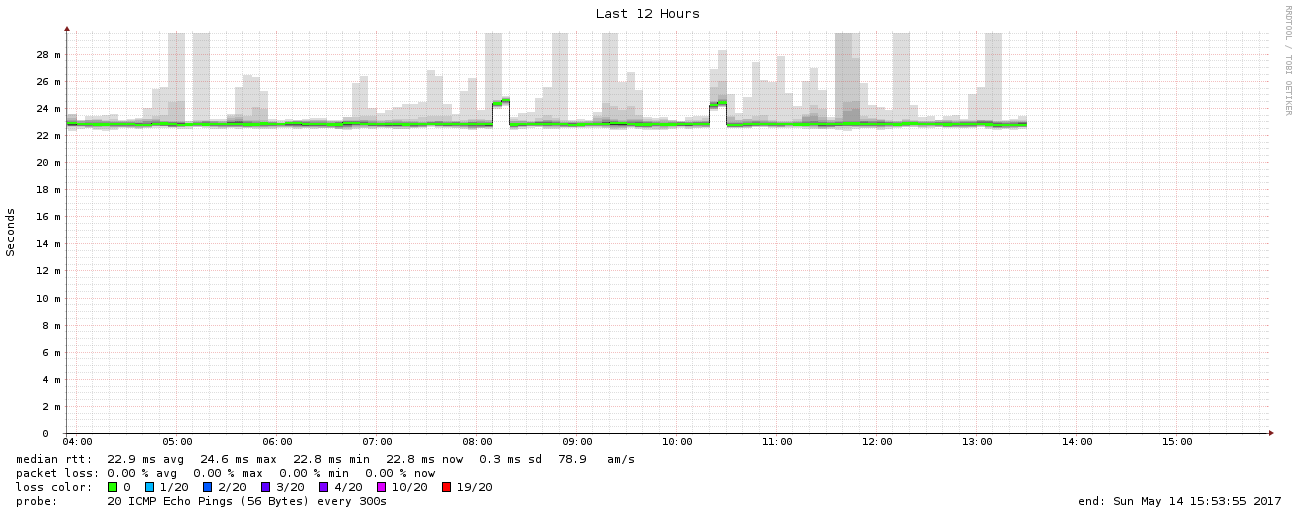 Last 12 Hours
RRDTOOL / TOBI OETIKER
Seconds
28 m
26 m
24 m
22 m
20 m
18 m
16 m
14 m
12 m
10 m
8 m
6 m
4 m
2 m
0
04:00 05:00 06:00 07:00 08:00 09:00 10:00 11:00 12:00 13:00 14:00 15:00
median rtt: 22.9 ms avg 24.6 ms max 22.8 ms min 22.8 ms now 0.3 ms sd 78.9 am/s
packet loss: 0.00 % avg 0.00 % max 0.00 % min 0.00 % now
loss color: 0 1/20 2/20 3/20 4/20 10/20 19/20
probe: 20 ICMP Echo Pings (56 Bytes) every 300s
end: Sun May 14 15:53:55 2017